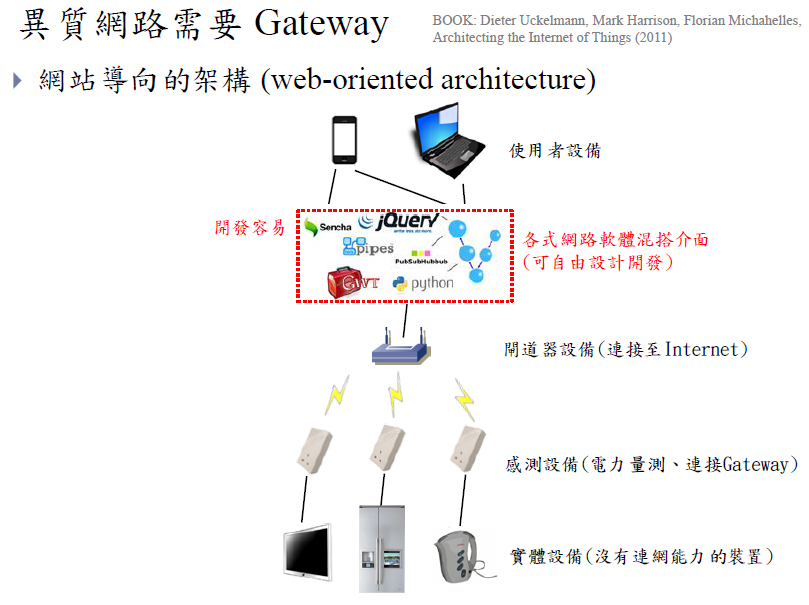 異質網路需要 Gateway
BOOK: Dieter Uckelmann, Mark Harrison, Florian Michahelles,
Architecting the Internet of Things (2011)
網站導向的架構 (web-oriented architecture)
使用者設備
開發容易
Sencha
jQuery
pipes
PubSubHubbub
GWT
python
各式網路軟體混搭介面
(可自由設計開發)
閘道器設備(連接至Internet)
感測設備(電力量測、連接Gateway)
實體設備(沒有連網能力的裝置)